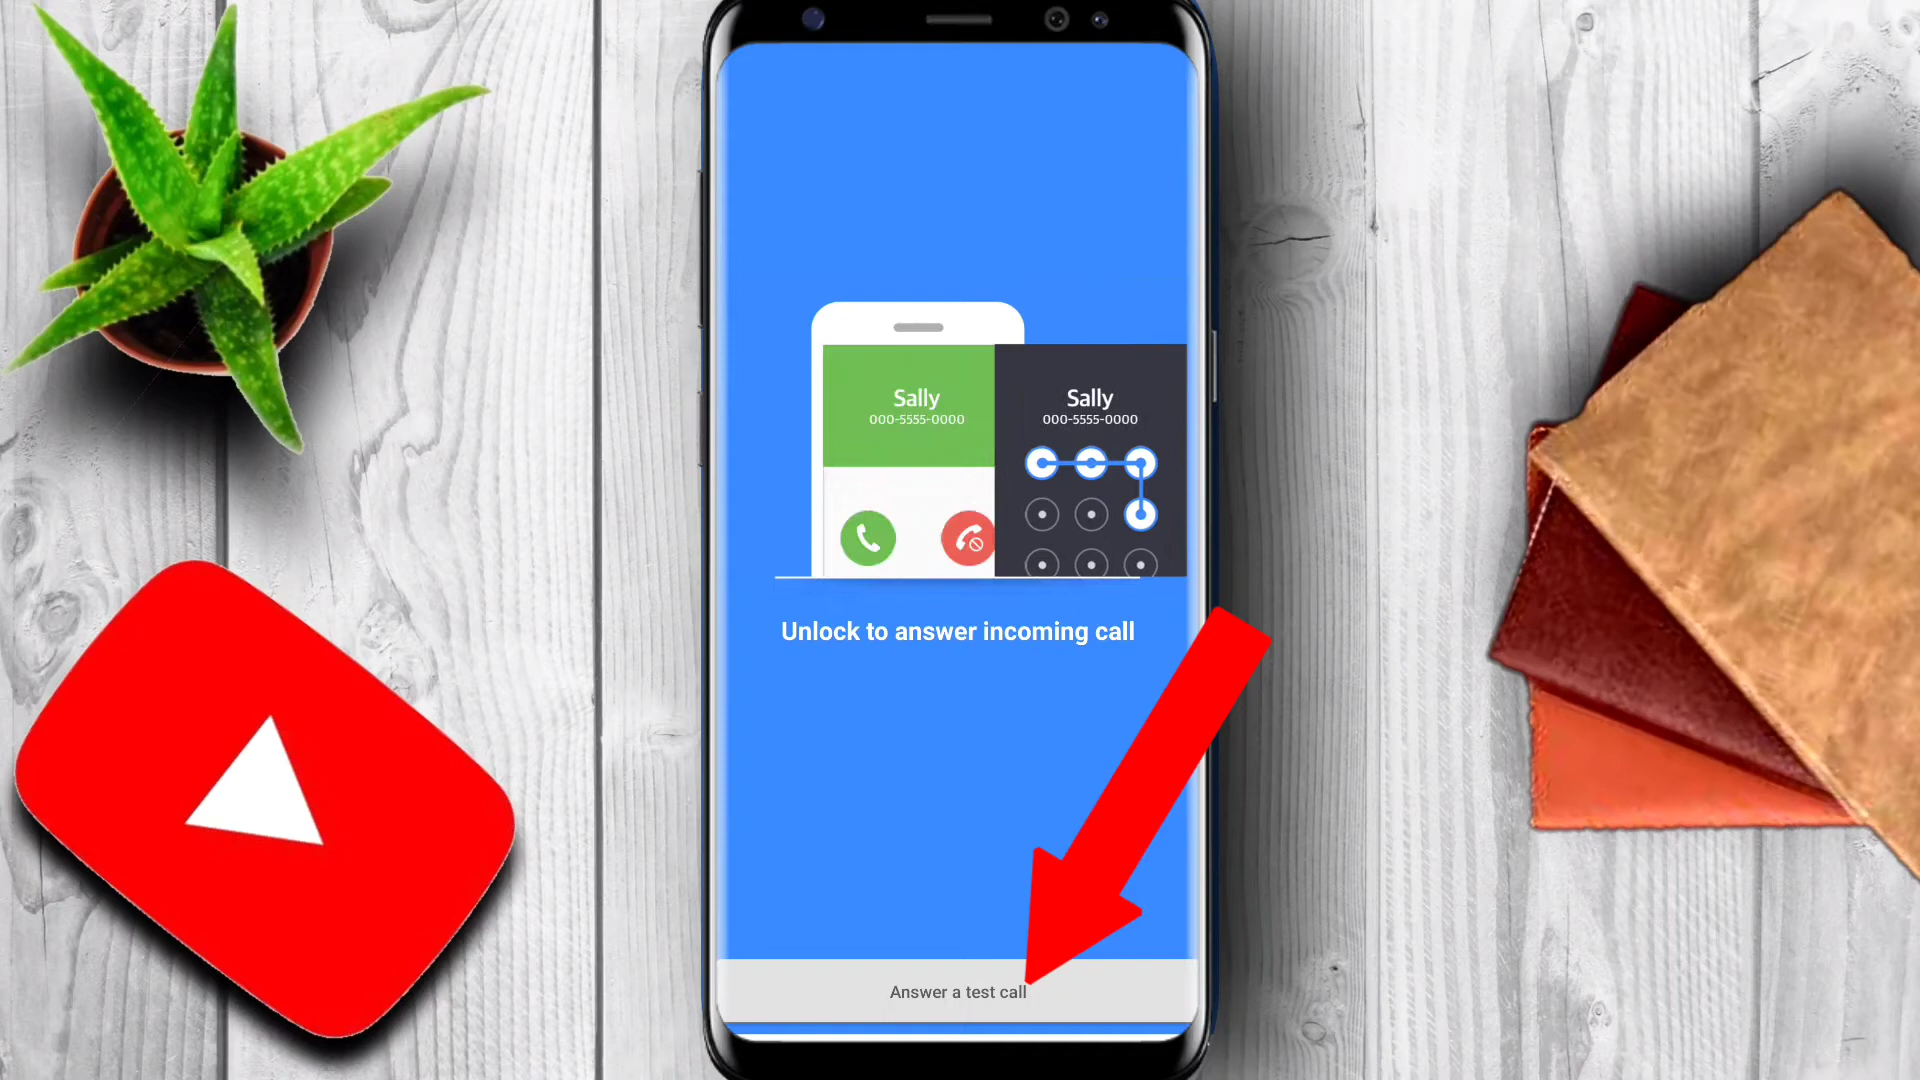 Sally
000-5555-0000
Sally
000-5555-0000
Unlock to answer incoming call
Answer a test call